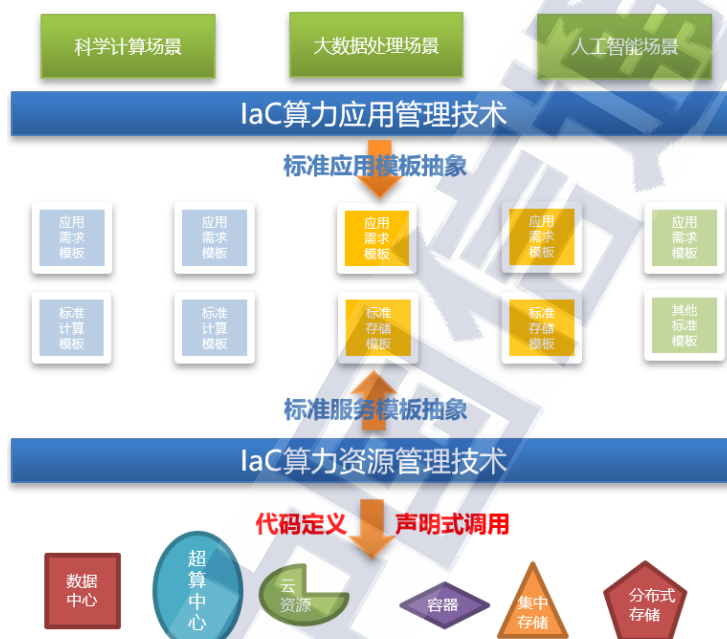 科学计算场景
大数据处理场景
人工智能场景
IaC算力应用管理技术
标准应用模板抽象
应用
需求
模板
应用
需求
模板
应用
需求
模板
应用
需求
模板
应用
需求
模板
标准
计算
模板
标准
计算
模板
标准
存储
模板
标准
存储
模板
其他
标准
模板
标准服务模板抽象
IaC算力资源管理技术
代码定义
声明式调用
数据
中心
超
算
中
心
云
资源
容器
集中
存储
分布式
存储